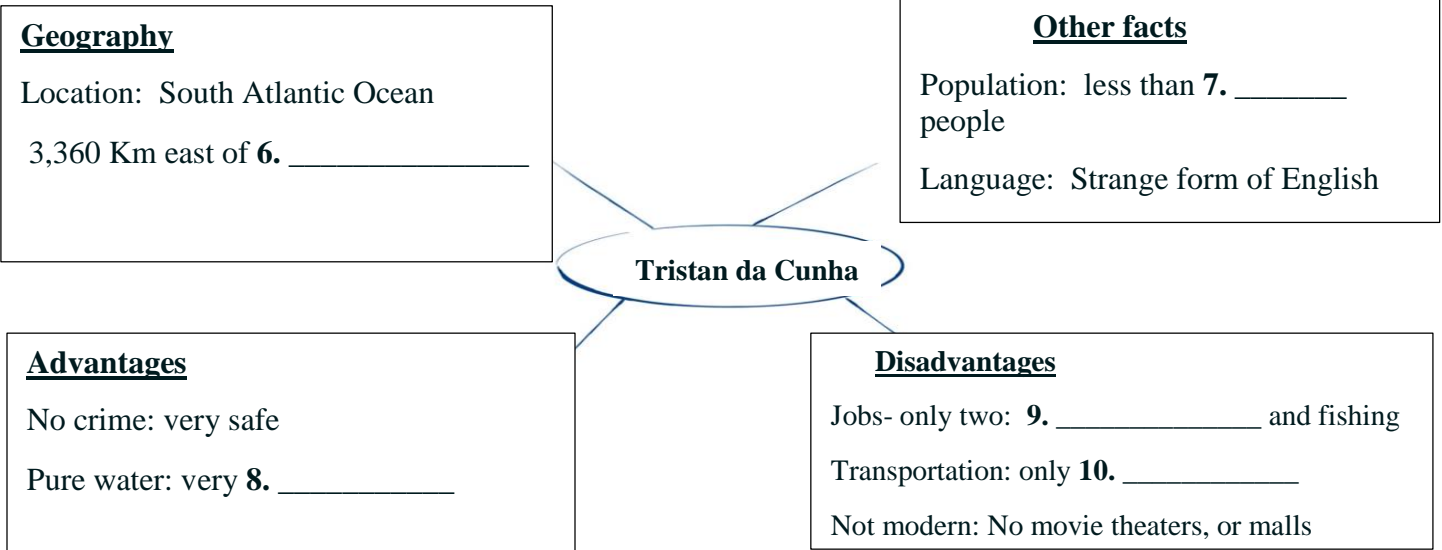 Geography
Location: South Atlantic Ocean
3,360 Km east of 6. _______________
Other facts
Population: less than 7. _______
people
Language: Strange form of English
Tristan da Cunha
Advantages
No crime: very safe
Pure water: very 8. ___________
Disadvantages
Jobs- only two: 9. ______________ and fishing
Transportation: only 10. ____________
Not modern: No movie theaters, or malls